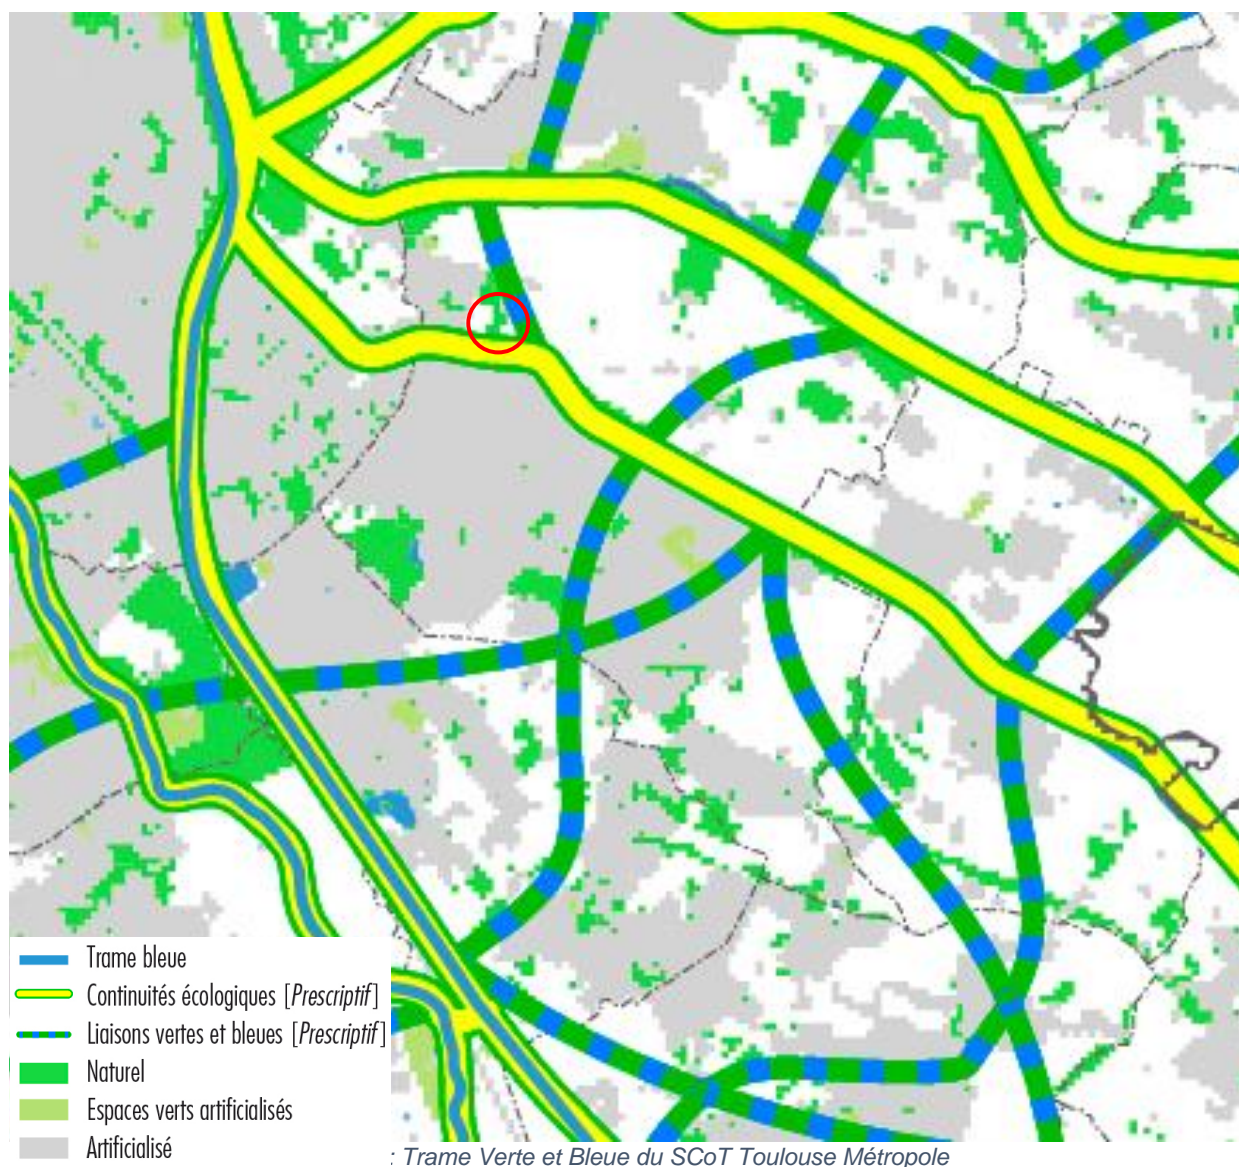 Trame bleue
Continuités écologiques [Prescriptif]
Liaisons vertes et bleues [Prescriptif]
Naturel
Espaces verts artificialisés
Artificialisé
: Trame Verte et Bleue du SCoT Toulouse Métropole